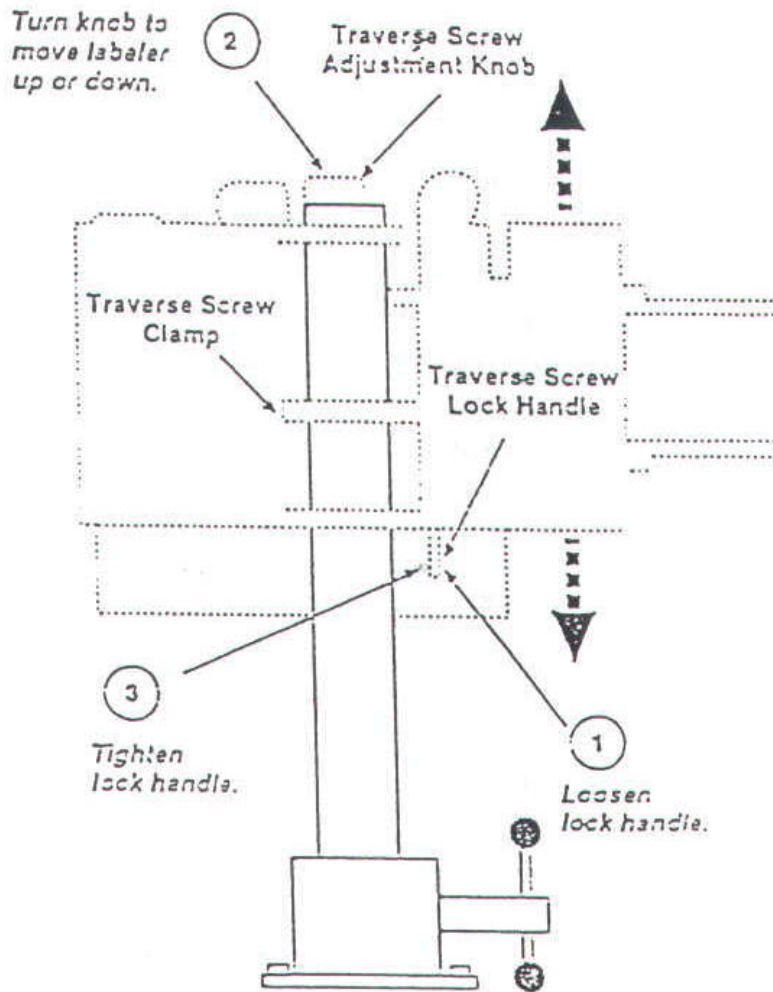 Turn knob to
move labeler
up or down.
2
Traverse Screw
Adjustment Knob
Traverse Screw
Clamp
Traverse Screw
Lock Handle
3
Tighten
lock handle.
1
Loosen
lock handle.